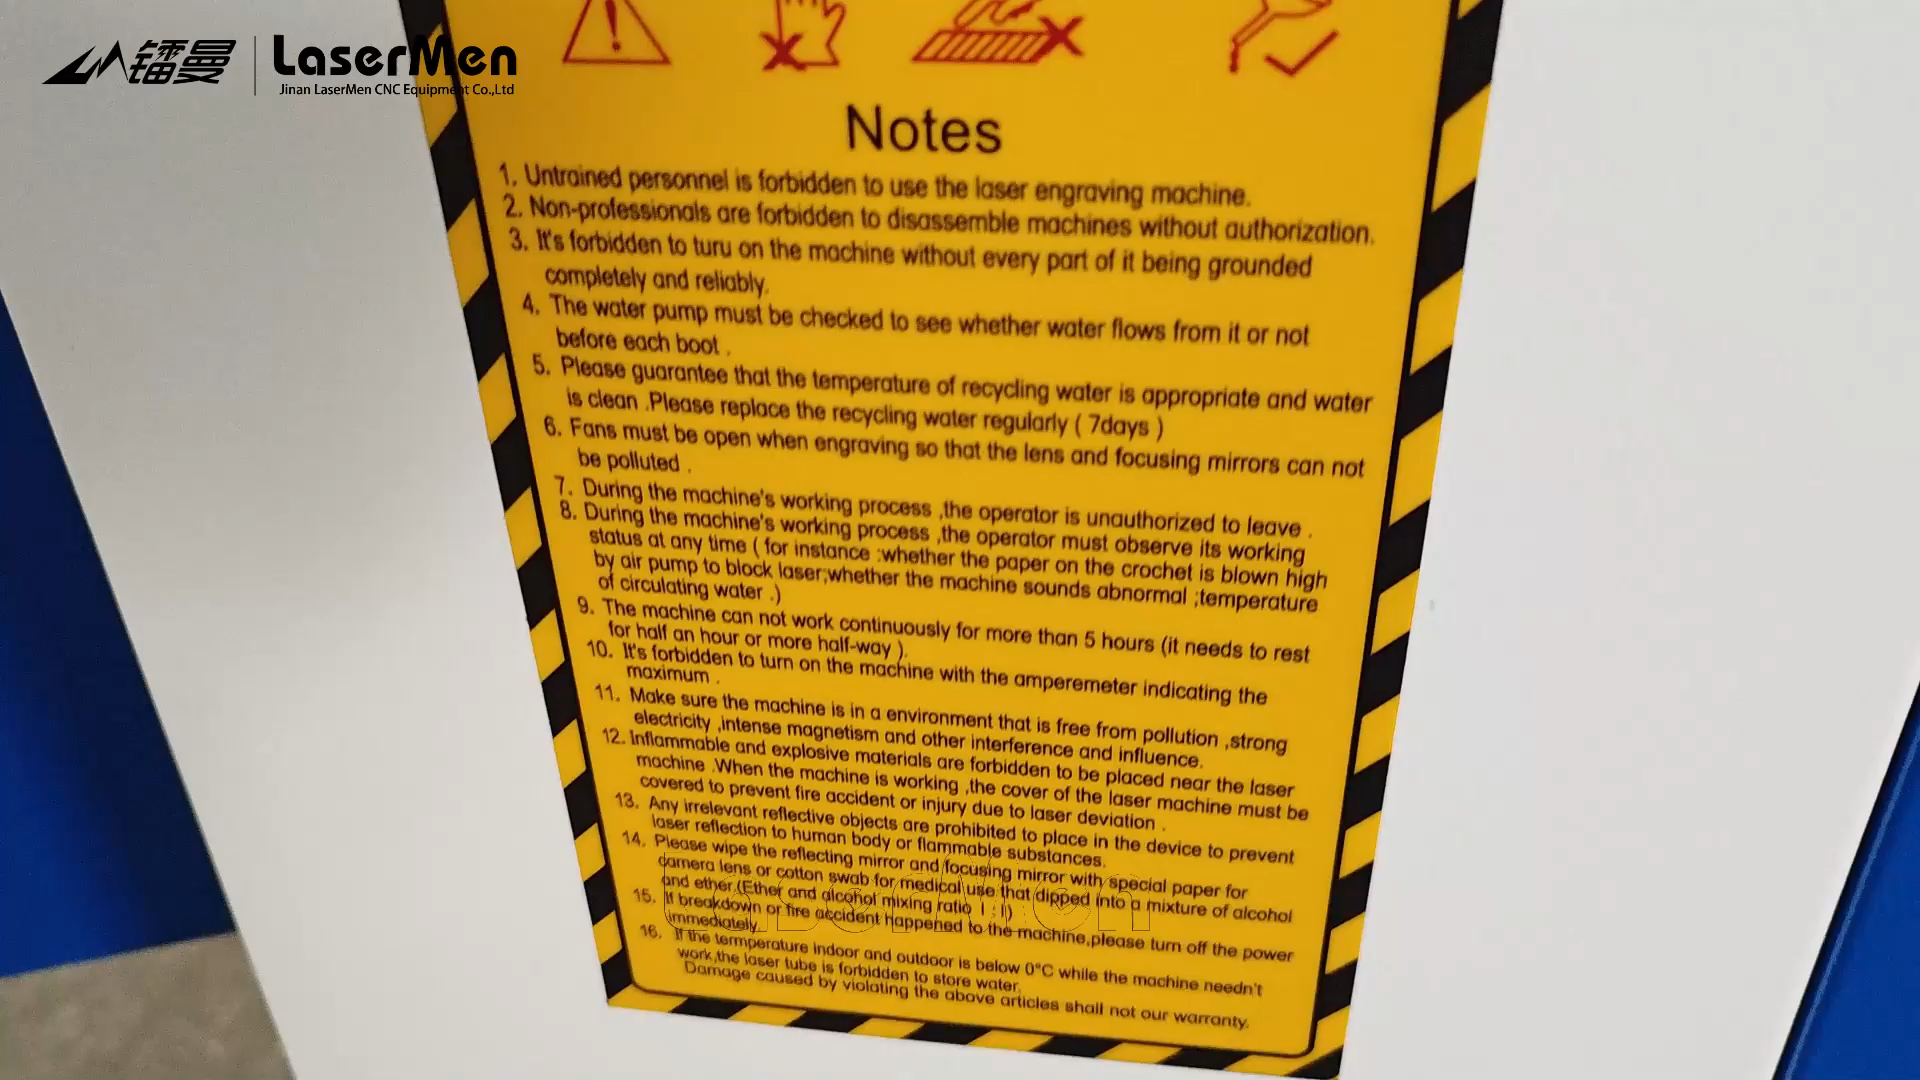 镭曼 LaserMen
Jinan LaserMen CNC Equipment Co.,Ltd
Notes
1. Untrained personnel is forbidden to use the laser engraving machine.
2. Non-professionals are forbidden to disassemble machines without authorization.
3. It's forbidden to turu on the machine without every part of it being grounded
completely and reliably.
4. The water pump must be checked to see whether water flows from it or not
before each boot .
5. Please guarantee that the temperature of recycling water is appropriate and water
is clean .Please replace the recycling water regularly ( 7days )
6. Fans must be open when engraving so that the lens and focusing mirrors can not
be polluted .
7. During the machine's working process ,the operator is unauthorized to leave .
8. During the machine's working process ,the operator must observe its working
status at any time ( for instance :whether the paper on the crochet is blown high
by air pump to block laser;whether the machine sounds abnormal ;temperature
of circulating water .)
9. The machine can not work continuously for more than 5 hours (it needs to rest
for half an hour or more half-way ).
10. It's forbidden to turn on the machine with the amperemeter indicating the
maximum .
11. Make sure the machine is in a environment that is free from pollution ,strong
electricity ,intense magnetism and other interference and influence.
12. Inflammable and explosive materials are forbidden to be placed near the laser
machine .When the machine is working ,the cover of the laser machine must be
covered to prevent fire accident or injury due to laser deviation .
13. Any irrelevant reflective objects are prohibited to place in the device to prevent
laser reflection to human body or flammable substances.
14. Please wipe the reflecting mirror and focusing mirror with special paper for
camera lens or cotton swab for medical use that dipped into a mixture of alcohol
and ether.(Ether and alcohol mixing ratio 1 : 1)
15. If breakdown or fire accident happened to the machine,please turn off the power
immediately.
16. If the termperature indoor and outdoor is below 0°C while the machine needn't
work,the laser tube is forbidden to store water.
Damage caused by violating the above articles shall not our warranty.
LaserMen